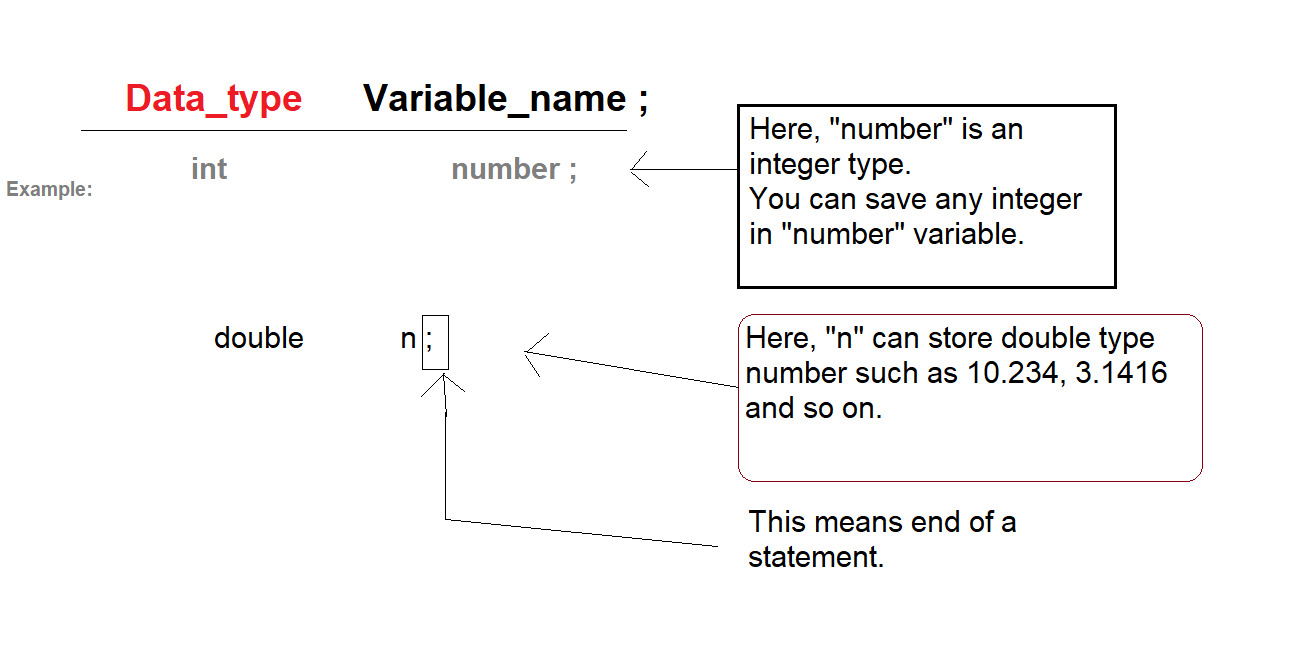 Data_type Variable_name ;
Example: int number ;
Here, "number" is an
integer type.
You can save any integer
in "number" variable.
double n ;
Here, "n" can store double type
number such as 10.234, 3.1416
and so on.
This means end of a
statement.